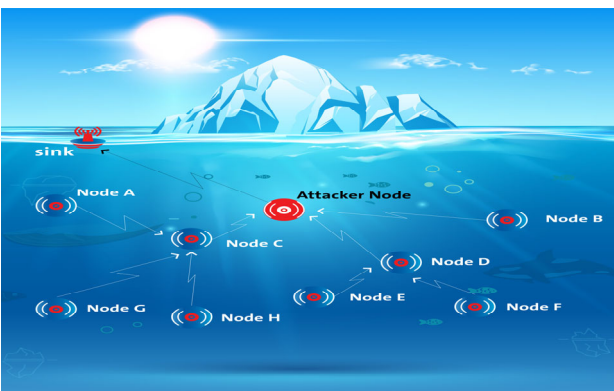 sink
Node A
Attacker Node
Node B
Node C
Node D
Node E
Node F
Node G
Node H